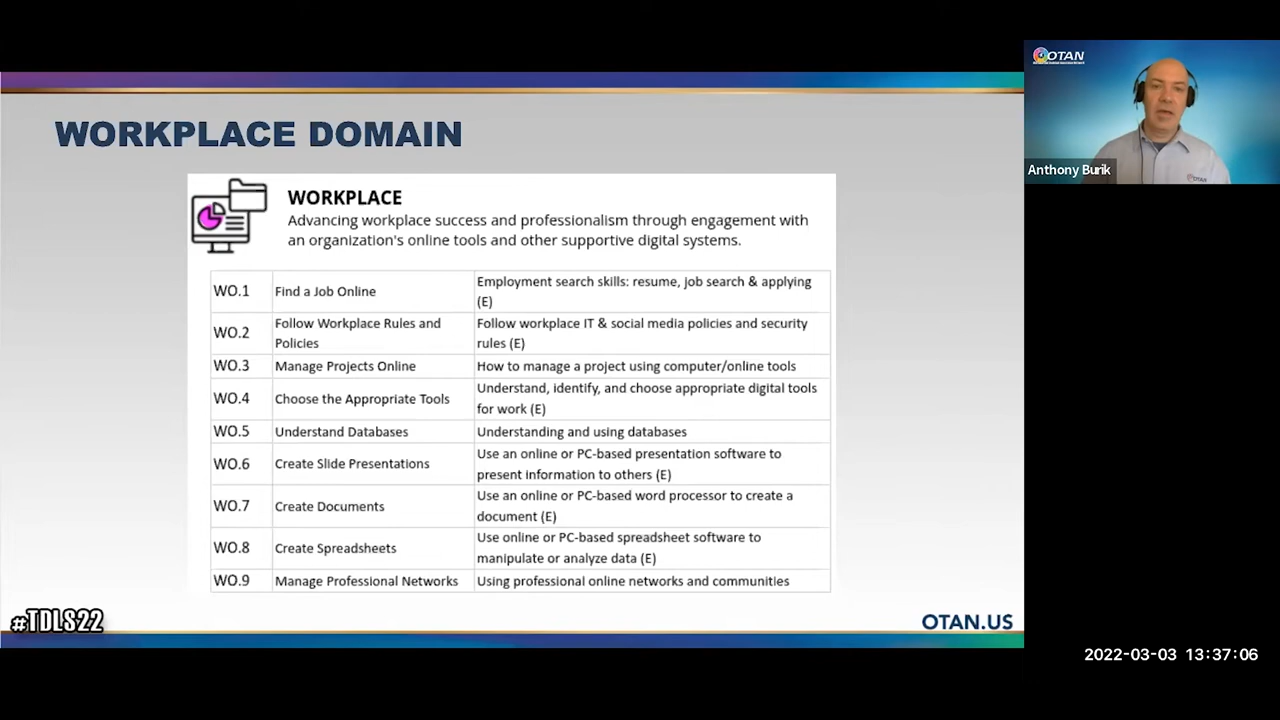 WORKPLACE DOMAIN
WORKPLACE
Advancing workplace success and professionalism through engagement with
an organization's online tools and other supportive digital systems.
WO.1 Find a Job Online Employment search skills: resume, job search & applying
(E)
WO.2 Follow Workplace Rules and Policies Follow workplace IT & social media policies and security
rules (E)
WO.3 Manage Projects Online How to manage a project using computer/online tools
WO.4 Choose the Appropriate Tools Understand, identify, and choose appropriate digital tools
for work (E)
WO.5 Understand Databases Understanding and using databases
WO.6 Create Slide Presentations Use an online or PC-based presentation software to
present information to others (E)
WO.7 Create Documents Use an online or PC-based word processor to create a
document (E)
WO.8 Create Spreadsheets Use online or PC-based spreadsheet software to
manipulate or analyze data (E)
WO.9 Manage Professional Networks Using professional online networks and communities
#TDLS22
OTAN.US
OTAN
Anthony Burik
OTAN
2022-03-03 13:37:06